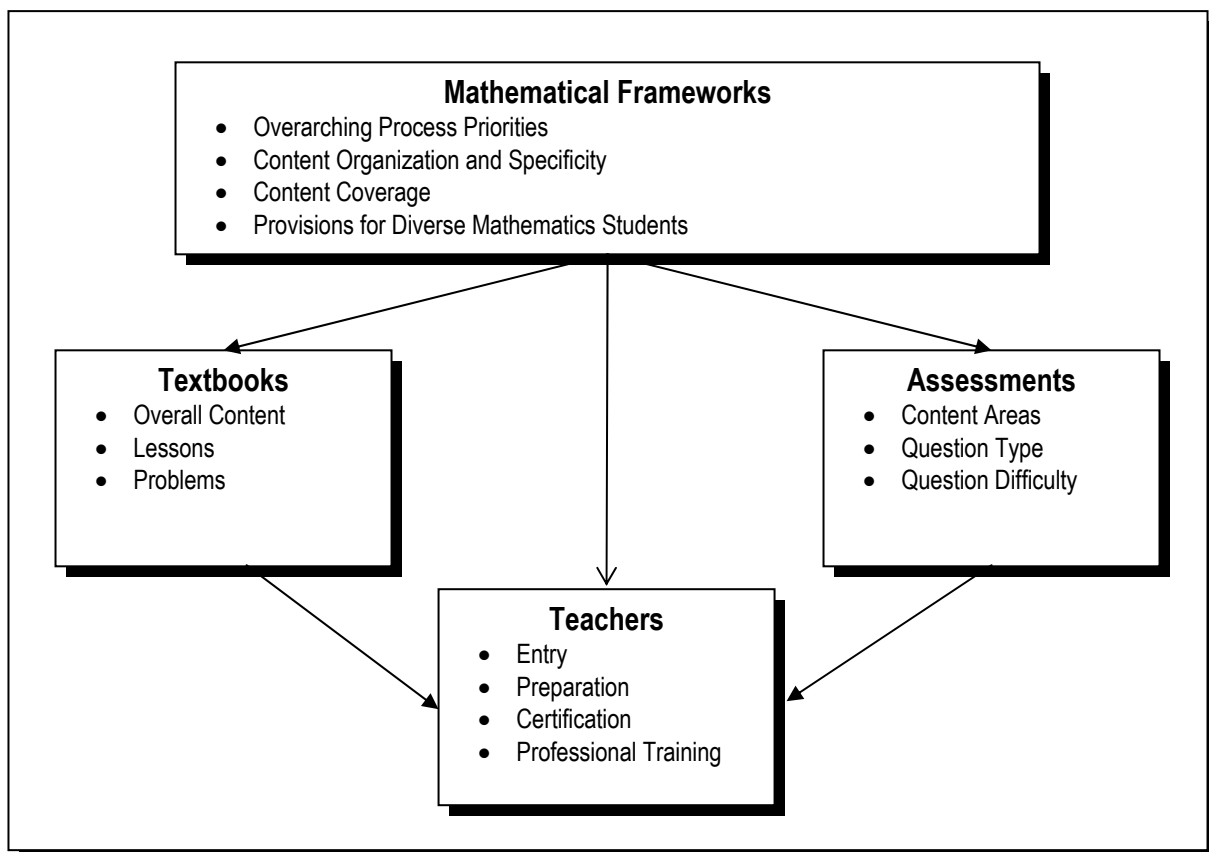 Mathematical Frameworks
• Overarching Process Priorities
• Content Organization and Specificity
• Content Coverage
• Provisions for Diverse Mathematics Students
Textbooks
• Overall Content
• Lessons
• Problems
Assessments
• Content Areas
• Question Type
• Question Difficulty
Teachers
• Entry
• Preparation
• Certification
• Professional Training